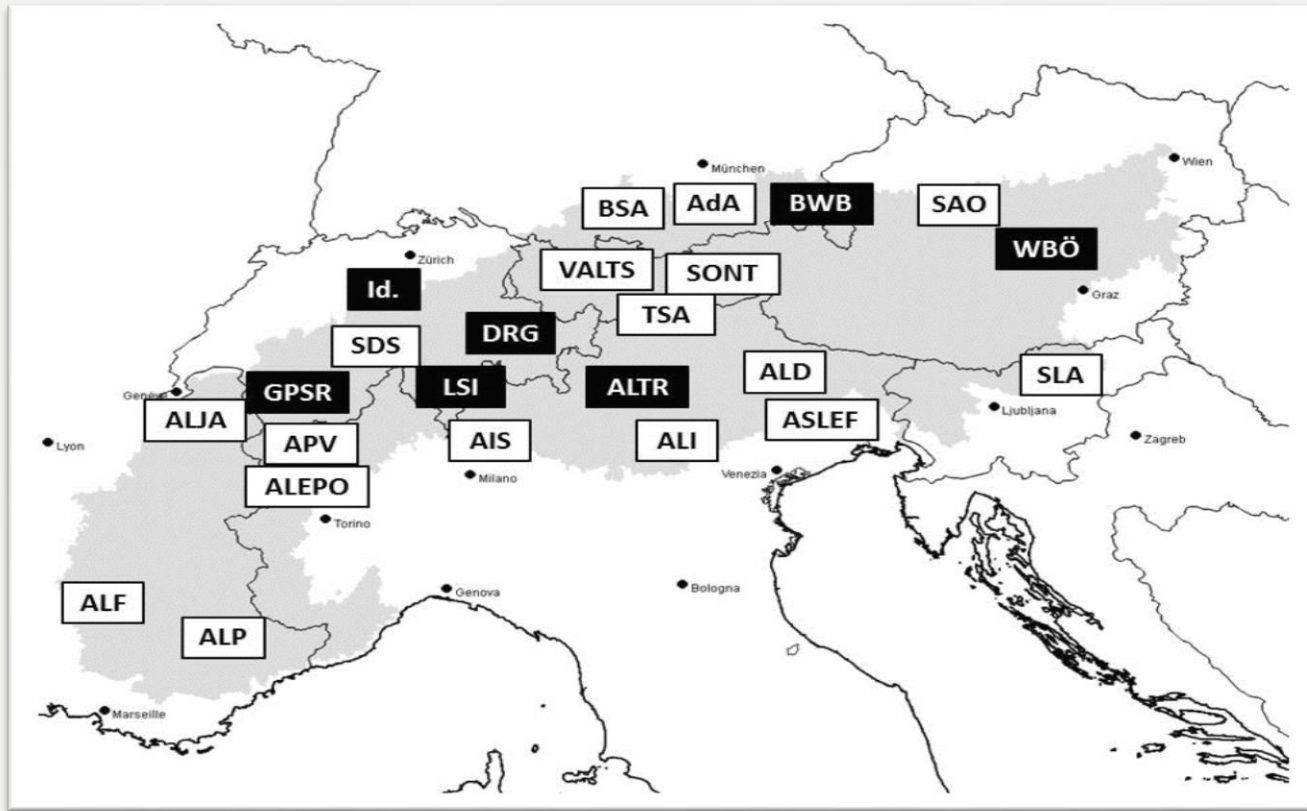 München
Wien
BSA
AdA
BWB
SAO
WBÖ
Zürich
VALTS
SONT
Id.
Graz
TSA
DRG
SDS
ALD
SLA
GPSR
LSI
ALTR
Genève
Ljubljana
ALJA
ASLEF
APV
AIS
ALI
Lyon
Zagreb
Venezia
Milano
ALEPO
Torino
Bologna
Genova
ALF
ALP
Marseille